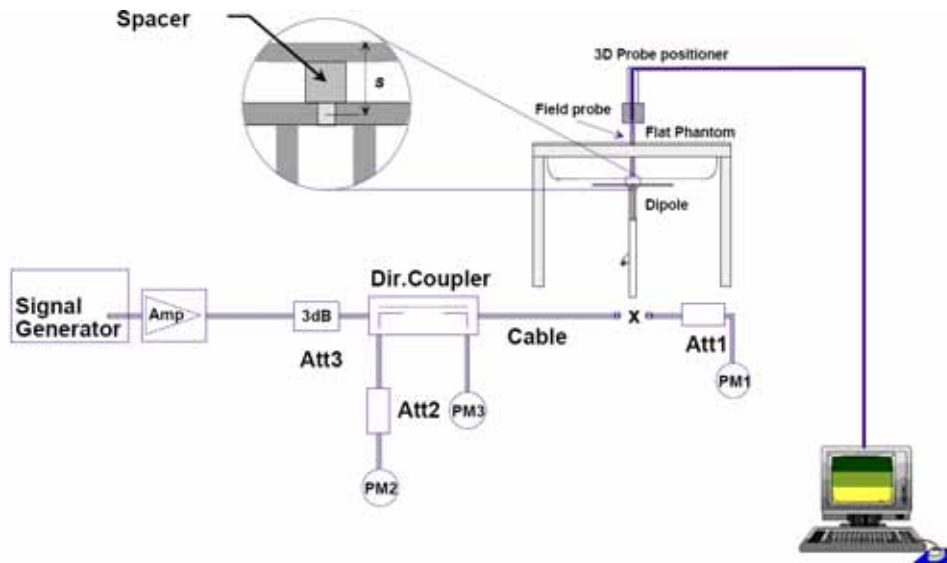 Spacer
s
3D Probe positioner
Field probe
Flat Phantom
Dipole
Signal
Generator
Amp
3dB
Att3
Dir.Coupler
Cable
x
Att1
PM1
Att2
PM3
PM2